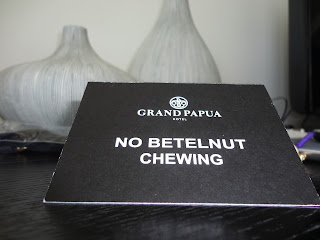 GRAND PAPUA
HOTEL
NO BETELNUT
CHEWING